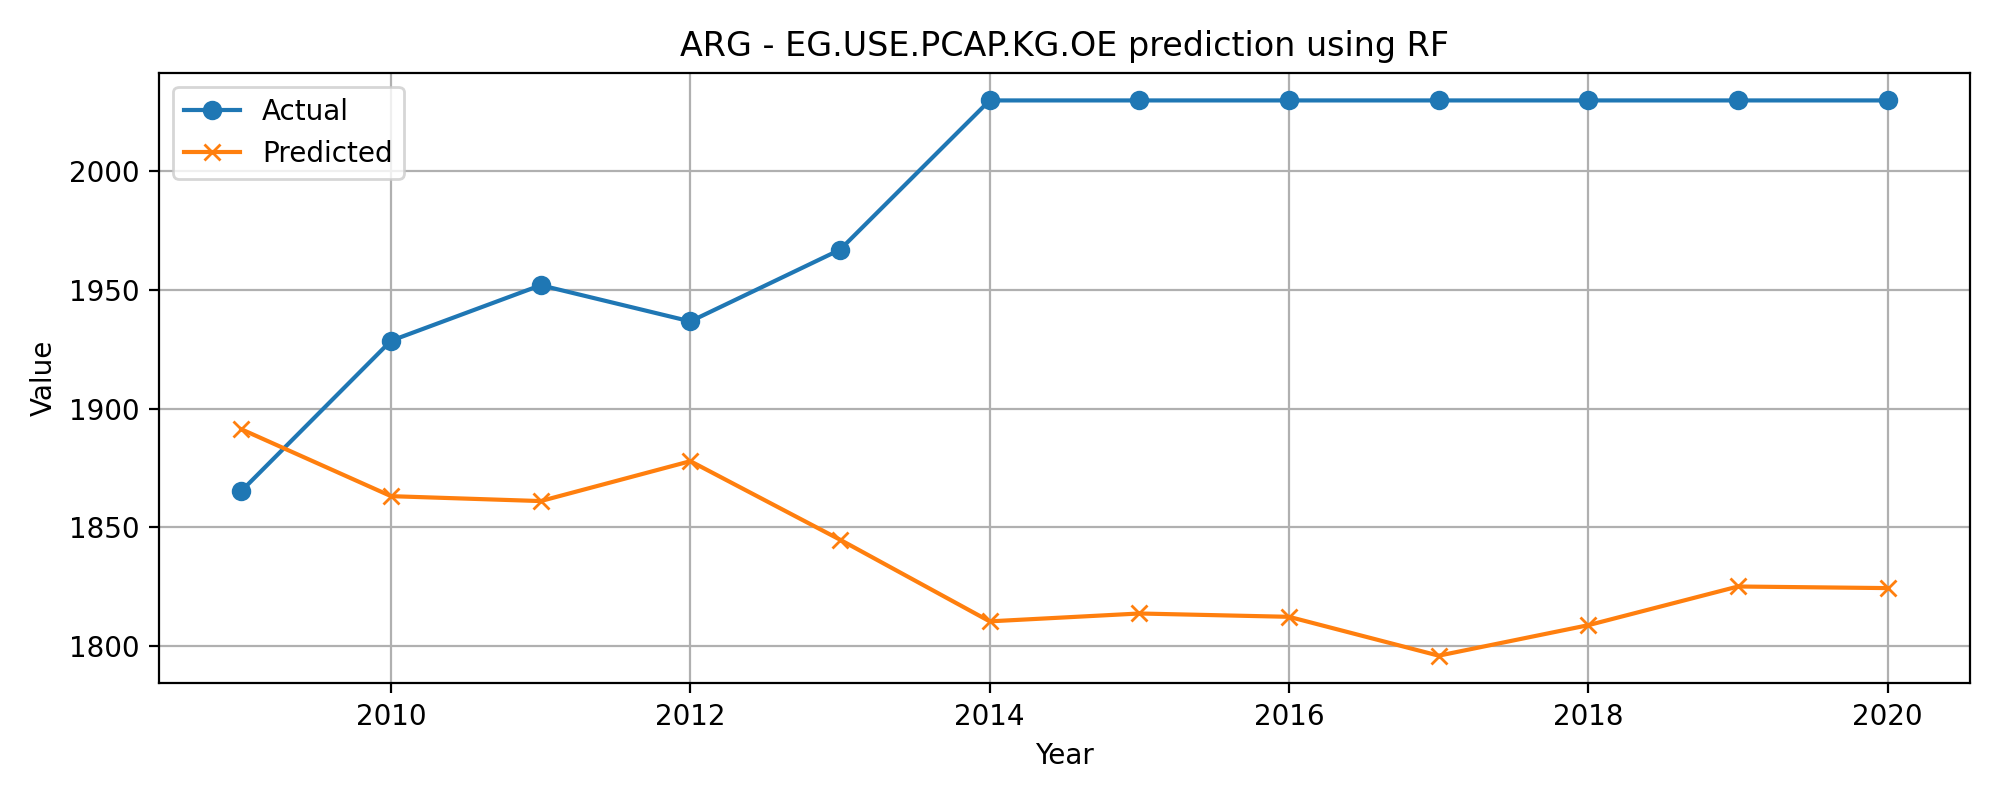 ARG - EG.USE.PCAP.KG.OE prediction using RF
Actual
Predicted
2000
1950
1900
1850
1800
Value
2010 2012 2014 2016 2018 2020
Year